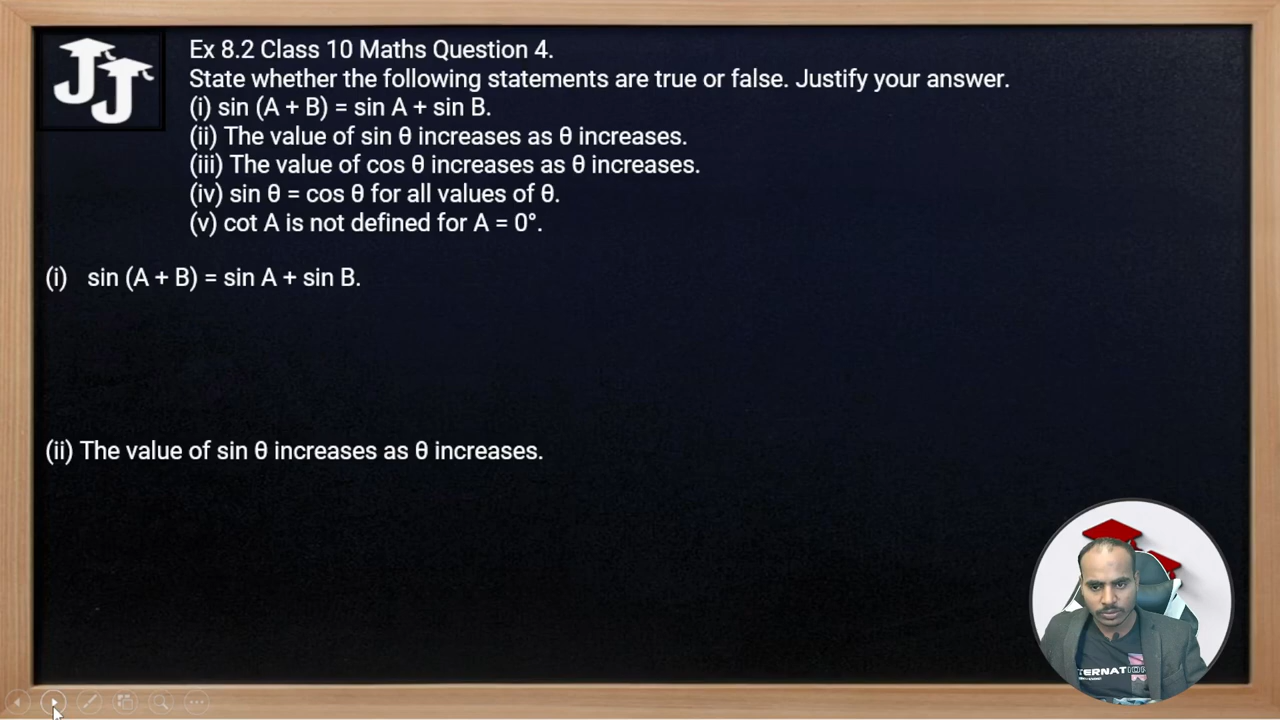 JJ
Ex 8.2 Class 10 Maths Question 4.
State whether the following statements are true or false. Justify your answer.
(i) sin (A + B) = sin A + sin B.
(ii) The value of sin θ increases as θ increases.
(iii) The value of cos θ increases as θ increases.
(iv) sin θ = cos θ for all values of θ.
(v) cot A is not defined for A = 0°.
(i) sin (A + B) = sin A + sin B.
(ii) The value of sin θ increases as θ increases.